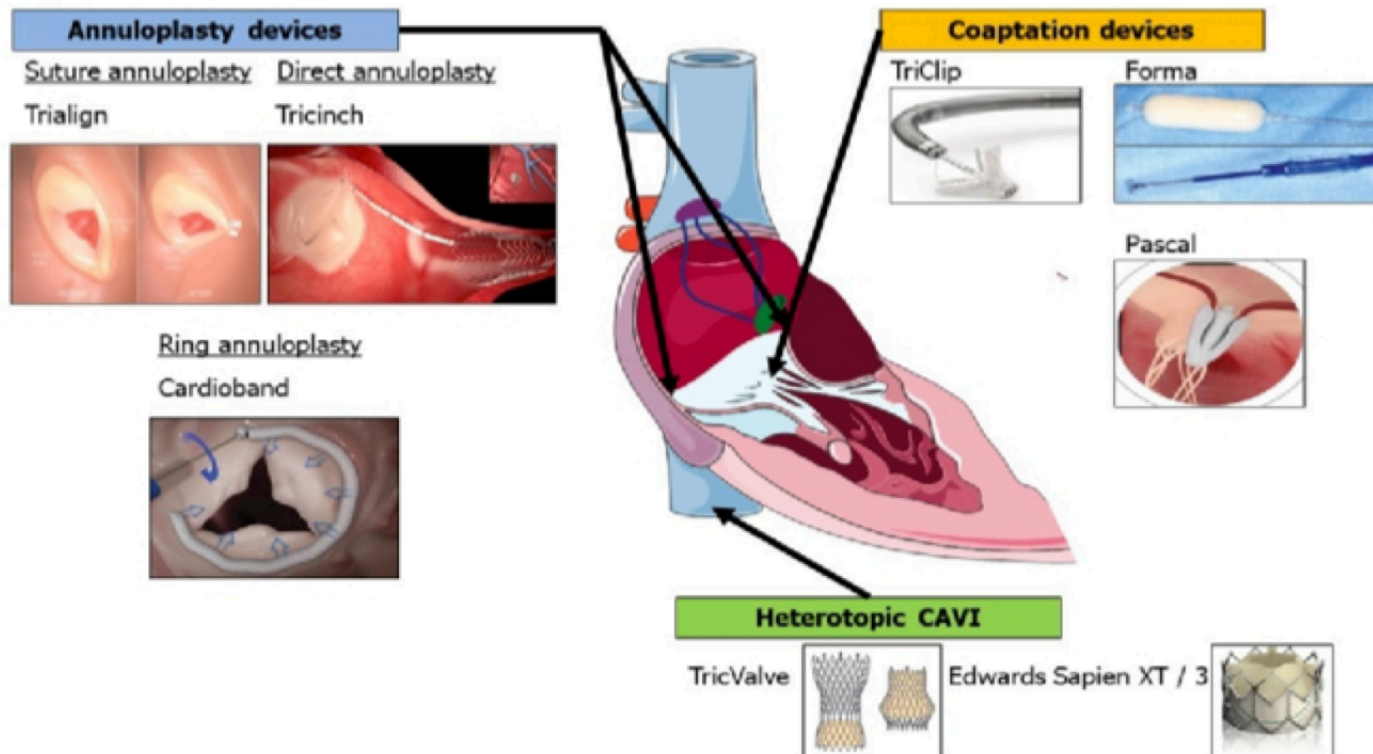 Annuloplasty devices
Coaptation devices
Suture annuloplasty
Direct annuloplasty
TriClip
Forma
Trialign
Tricinch
Pascal
Ring annuloplasty
Cardioband
Heterotopic CAVI
TricValve
Edwards Sapien XT / 3